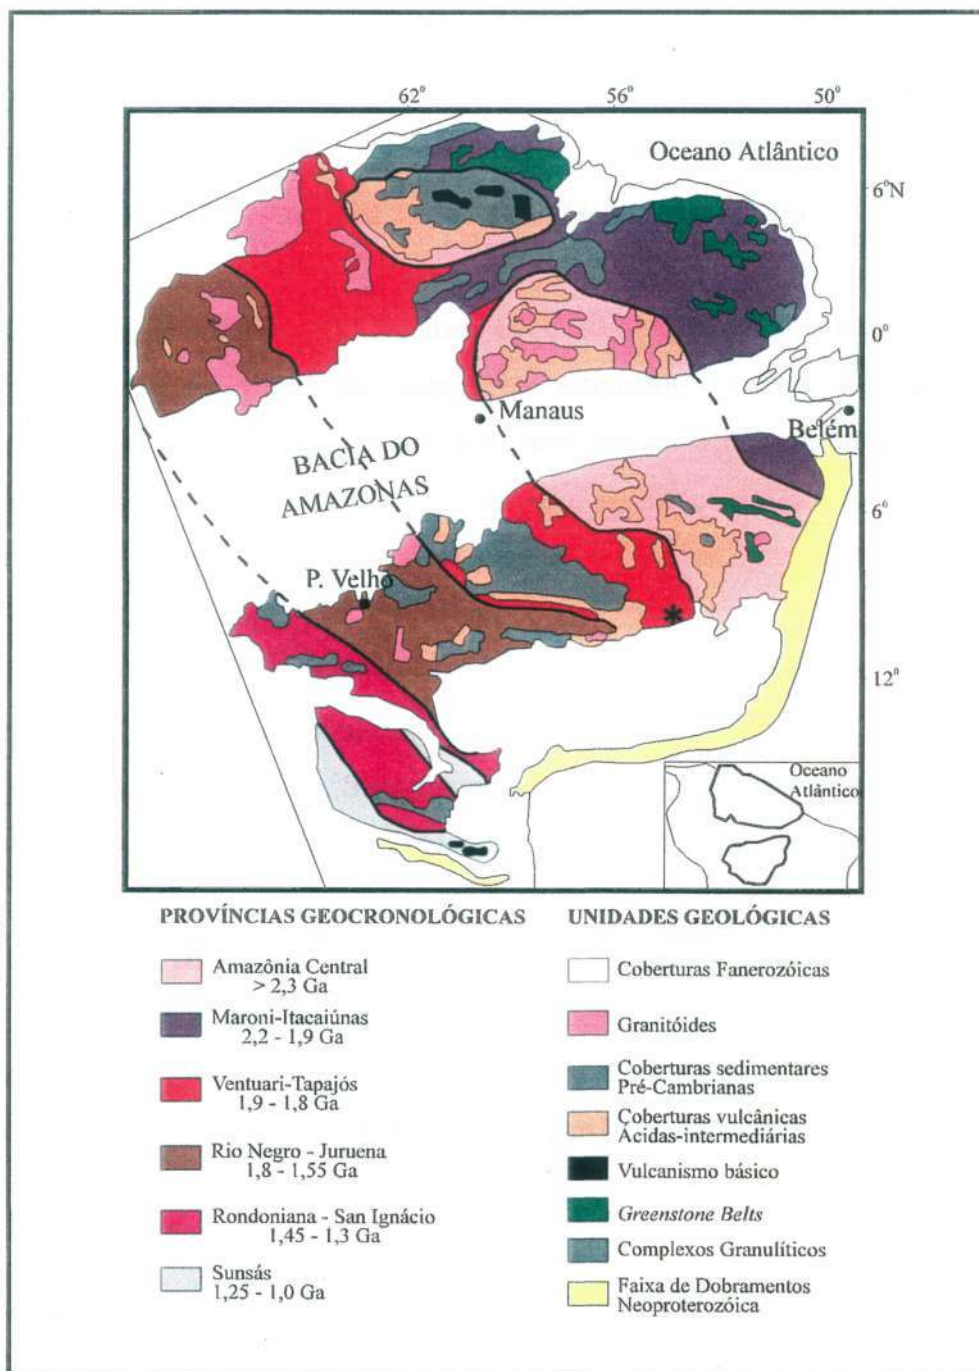 62° 56° 50°
Oceano Atlântico
6°N
0°
Manaus
Belém
BACIA DO
AMAZONAS
6°
P. Velho
12°
Oceano
Atlântico
PROVÍNCIAS GEOCRONOLÓGICAS
Amazônia Central
> 2,3 Ga
Maroni-Itacaiúnas
2,2 - 1,9 Ga
Ventuari-Tapajós
1,9 - 1,8 Ga
Rio Negro - Juruena
1,8 - 1,55 Ga
Rondoniana - San Ignácio
1,45 - 1,3 Ga
Sunsás
1,25 - 1,0 Ga
UNIDADES GEOLÓGICAS
Coberturas Fanerozóicas
Granitóides
Coberturas sedimentares
Pré-Cambrianas
Coberturas vulcânicas
Ácidas-intermediárias
Vulcanismo básico
Greenstone Belts
Complexos Granulíticos
Faixa de Dobramentos
Neoproterozóica